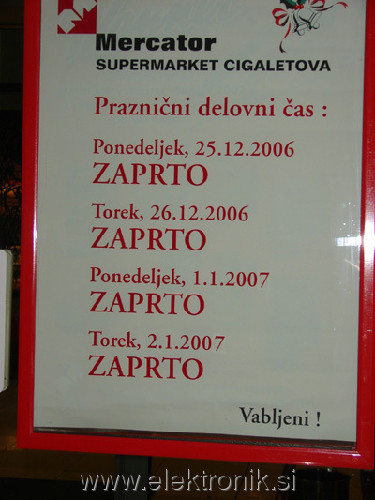 Mercator
SUPERMARKET CIGALETOVA
Praznični delovni čas :
Ponedeljek, 25.12.2006
ZAPRTO
Torek, 26.12.2006
ZAPRTO
Ponedeljek, 1.1.2007
ZAPRTO
Torek, 2.1.2007
ZAPRTO
Vabljeni !
www.elektronik.si